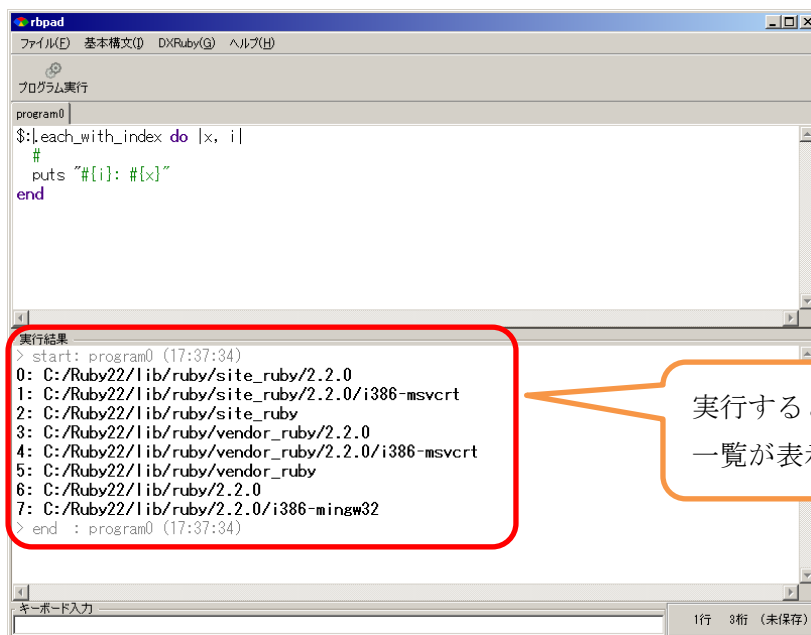 rbpad
ファイル(F) 基本構文(I) DXRuby(G) ヘルプ(H)
プログラム実行
program0
$:.each_with_index do |x, i|
#
puts "#{i}: #{x}"
end
実行結果
> start: program0 (17:37:34)
0: C:/Ruby22/lib/ruby/site_ruby/2.2.0
1: C:/Ruby22/lib/ruby/site_ruby/2.2.0/i386-msvcrt
2: C:/Ruby22/lib/ruby/site_ruby
3: C:/Ruby22/lib/ruby/vendor_ruby/2.2.0
4: C:/Ruby22/lib/ruby/vendor_ruby/2.2.0/i386-msvcrt
5: C:/Ruby22/lib/ruby/vendor_ruby
6: C:/Ruby22/lib/ruby/2.2.0
7: C:/Ruby22/lib/ruby/2.2.0/i386-mingw32
> end : program0 (17:37:34)
実行する
一覧が表
キーボード入力
1行 3桁 (未保存)